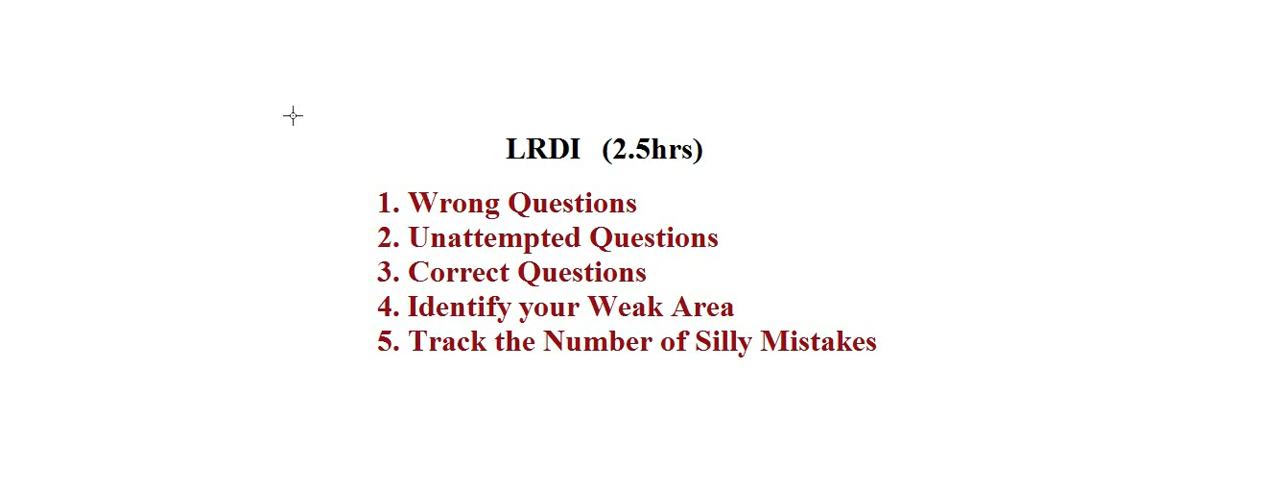 LRDI (2.5hrs)
1. Wrong Questions
2. Unattempted Questions
3. Correct Questions
4. Identify your Weak Area
5. Track the Number of Silly Mistakes